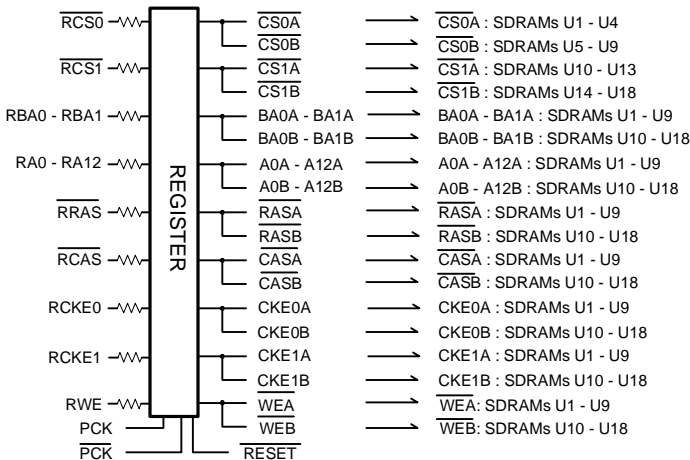 RCS0 CS0A CS0A : SDRAMs U1 - U4
CS0B CS0B : SDRAMs U5 - U9
RCS1 CS1A CS1A : SDRAMs U10 - U13
CS1B CS1B : SDRAMs U14 - U18
RBA0 - RBA1 BA0A - BA1A BA0A - BA1A : SDRAMs U1 - U9
BA0B - BA1B BA0B - BA1B : SDRAMs U10 - U18
RA0 - RA12 A0A - A12A A0A - A12A : SDRAMs U1 - U9
A0B - A12B A0B - A12B : SDRAMs U10 - U18
REGISTER
RRAS RASA RASA : SDRAMs U1 - U9
RASB RASB : SDRAMs U10 - U18
RCAS CASA CASA : SDRAMs U1 - U9
CASB CASB : SDRAMs U10 - U18
RCKE0 CKE0A CKE0A : SDRAMs U1 - U9
CKE0B CKE0B : SDRAMs U10 - U18
RCKE1 CKE1A CKE1A : SDRAMs U1 - U9
CKE1B CKE1B : SDRAMs U10 - U18
RWE WEA WEA: SDRAMs U1 - U9
PCK WEB WEB: SDRAMs U10 - U18
PCK RESET